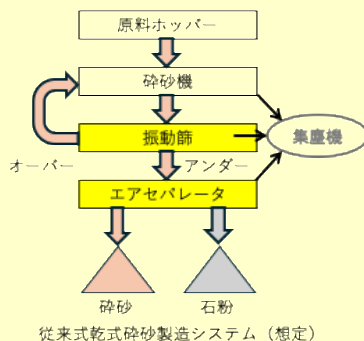 原料ホッパー
砕砂機
振動篩
集塵機
オーバー
アンダー
エアセパレータ
砕砂
石粉
従来式乾式砕砂製造システム（想定）